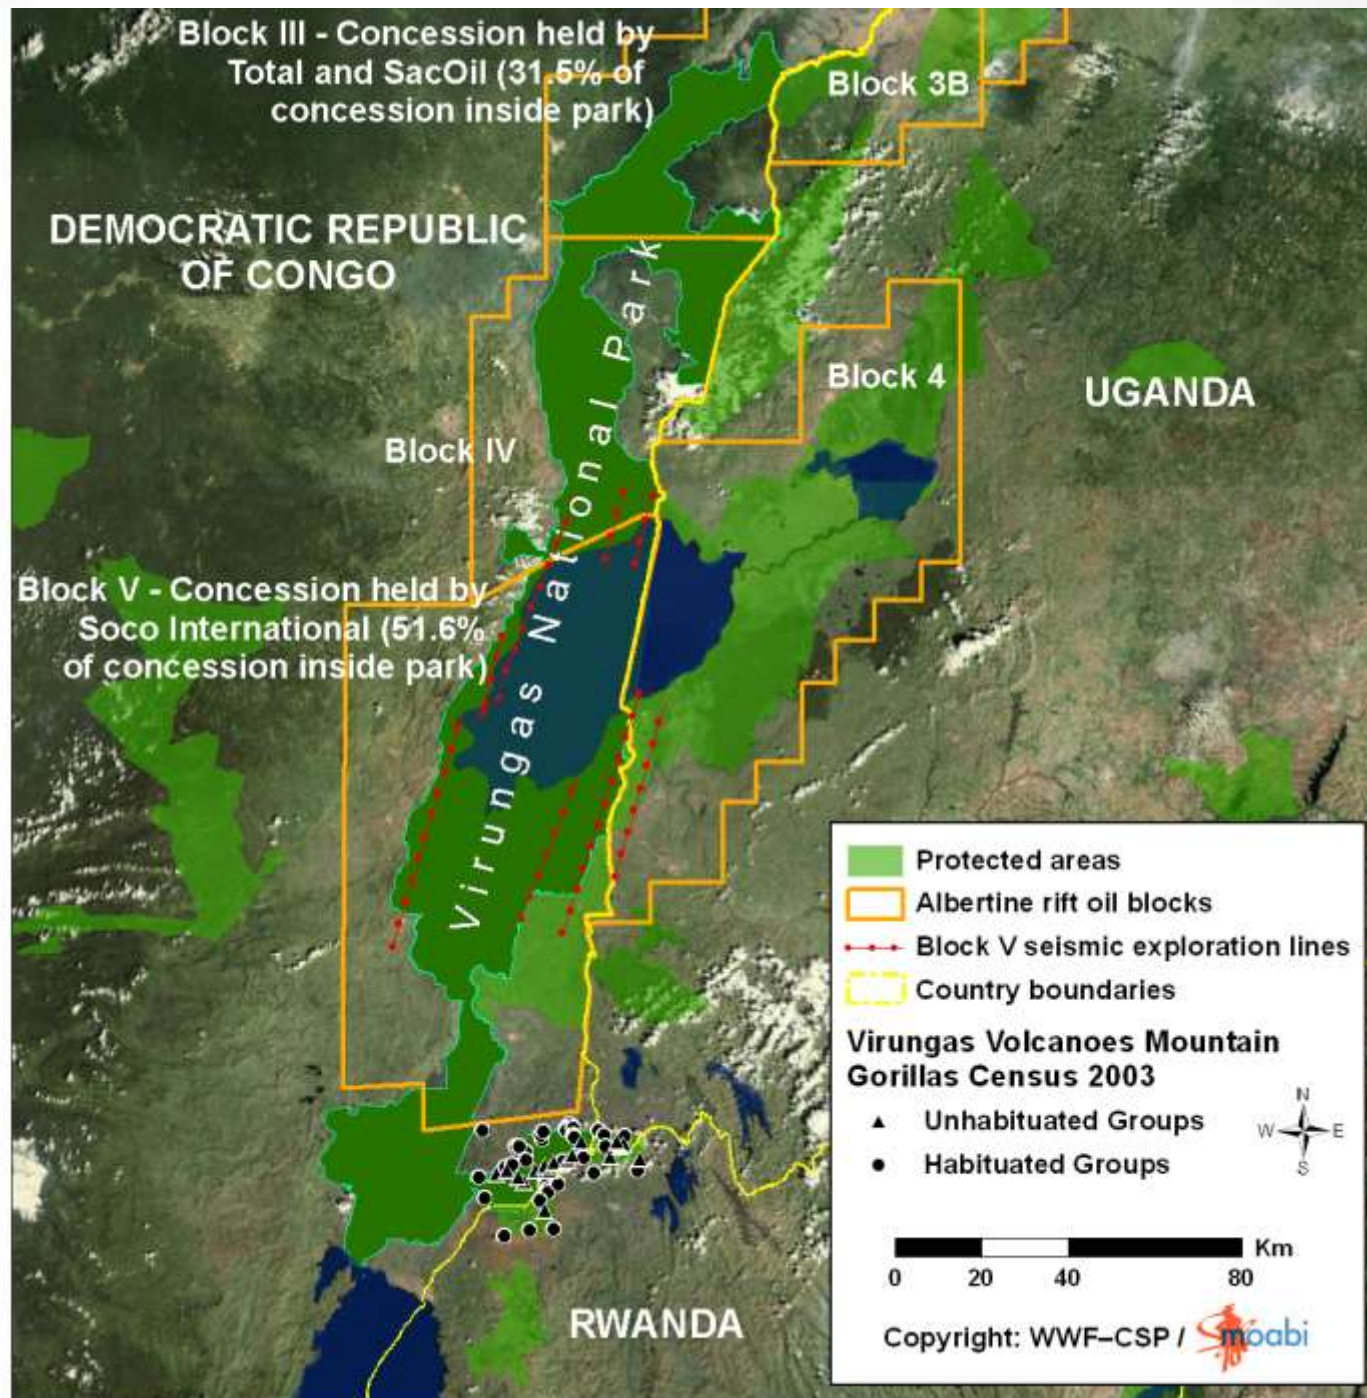 Block III - Concession held by
Total and SacOil (31.5% of
concession inside park)
Block 3B
DEMOCRATIC REPUBLIC
OF CONGO
Block 4
UGANDA
Block IV
Virungas National Park
Block V - Concession held by
Soco International (51.6%
of concession inside park)
Protected areas
Albertine rift oil blocks
Block V seismic exploration lines
Country boundaries
Virungas Volcanoes Mountain
Gorillas Census 2003
Unhabituated Groups
Habituated Groups
N
W E
S
Km
0 20 40 80
Copyright: WWF–CSP / moabi
RWANDA